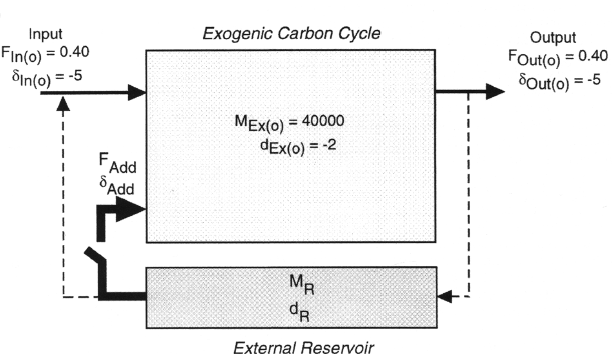 Input
F_In(o) = 0.40
δ_In(o) = -5
Exogenic Carbon Cycle
Output
F_Out(o) = 0.40
δ_Out(o) = -5
M_Ex(o) = 40000
d_Ex(o) = -2
F_Add
δ_Add
M_R
d_R
External Reservoir